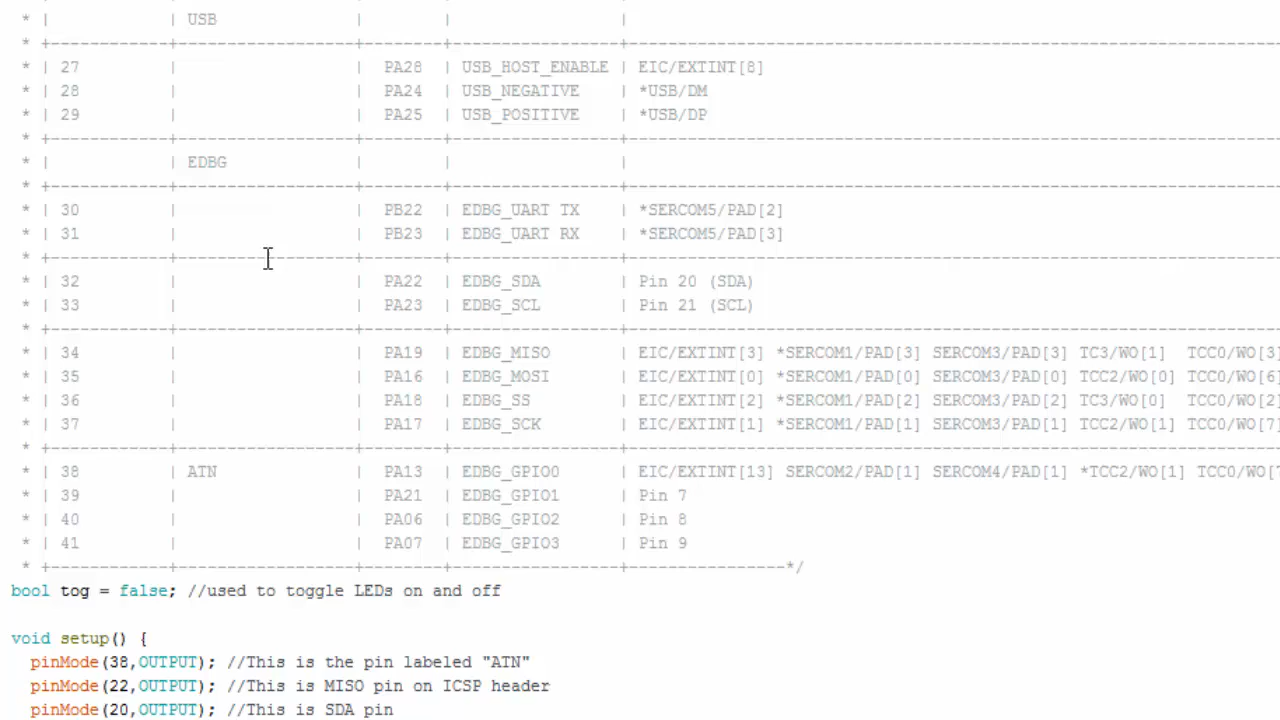 * |            | USB              |        |                 |
* +------------+------------------+--------+-----------------+--------------------------------------------------------------------
* | 27         |                  |  PA28  | USB_HOST_ENABLE | EIC/EXTINT[8]
* | 28         |                  |  PA24  | USB_NEGATIVE    | *USB/DM
* | 29         |                  |  PA25  | USB_POSITIVE    | *USB/DP
* +------------+------------------+--------+-----------------+--------------------------------------------------------------------
* |            | EDBG             |        |                 |
* +------------+------------------+--------+-----------------+--------------------------------------------------------------------
* | 30         |                  |  PB22  | EDBG_UART TX    | *SERCOM5/PAD[2]
* | 31         |                  |  PB23  | EDBG_UART RX    | *SERCOM5/PAD[3]
* +------------+------------------+--------+-----------------+--------------------------------------------------------------------
* | 32         |                  |  PA22  | EDBG_SDA        | Pin 20 (SDA)
* | 33         |                  |  PA23  | EDBG_SCL        | Pin 21 (SCL)
* +------------+------------------+--------+-----------------+--------------------------------------------------------------------
* | 34         |                  |  PA19  | EDBG_MISO       | EIC/EXTINT[3] *SERCOM1/PAD[3] SERCOM3/PAD[3] TC3/WO[1]  TCC0/WO[3]
* | 35         |                  |  PA16  | EDBG_MOSI       | EIC/EXTINT[0] *SERCOM1/PAD[0] SERCOM3/PAD[0] TCC2/WO[0] TCC0/WO[6]
* | 36         |                  |  PA18  | EDBG_SS         | EIC/EXTINT[2] *SERCOM1/PAD[2] SERCOM3/PAD[2] TC3/WO[0]  TCC0/WO[2]
* | 37         |                  |  PA17  | EDBG_SCK        | EIC/EXTINT[1] *SERCOM1/PAD[1] SERCOM3/PAD[1] TCC2/WO[1] TCC0/WO[7]
* +------------+------------------+--------+-----------------+--------------------------------------------------------------------
* | 38         | ATN              |  PA13  | EDBG_GPIO0      | EIC/EXTINT[13] SERCOM2/PAD[1] SERCOM4/PAD[1] *TCC2/WO[1] TCC0/WO[7
* | 39         |                  |  PA21  | EDBG_GPIO1      | Pin 7
* | 40         |                  |  PA06  | EDBG_GPIO2      | Pin 8
* | 41         |                  |  PA07  | EDBG_GPIO3      | Pin 9
* +------------+------------------+--------+-----------------+----------------*/
bool tog = false; //used to toggle LEDs on and off
void setup() {
pinMode(38,OUTPUT); //This is the pin labeled "ATN"
pinMode(22,OUTPUT); //This is MISO pin on ICSP header
pinMode(20,OUTPUT); //This is SDA pin